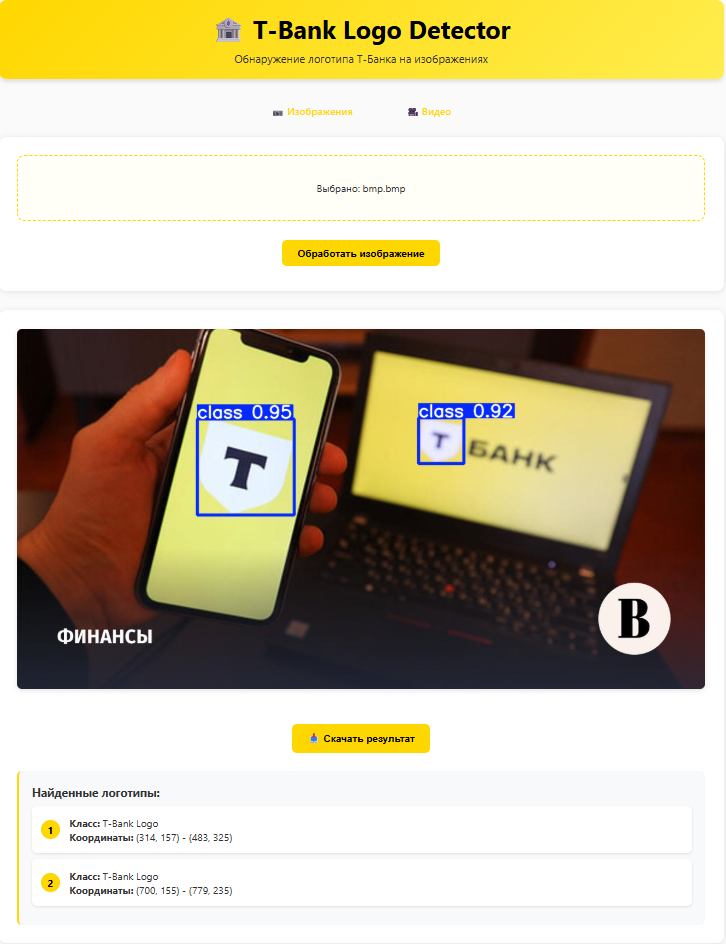 T-Bank Logo Detector
Обнаружение логотипа Т-Банка на изображениях
Изображения
Видео
Выбрано: bmp.bmp
Обработать изображение
class 0.95
class 0.92
Т
Т БАНК
ФИНАНСЫ
B
Скачать результат
Найденные логотипы:
1
Класс: T-Bank Logo
Координаты: (314, 157) - (483, 325)
2
Класс: T-Bank Logo
Координаты: (700, 155) - (779, 235)